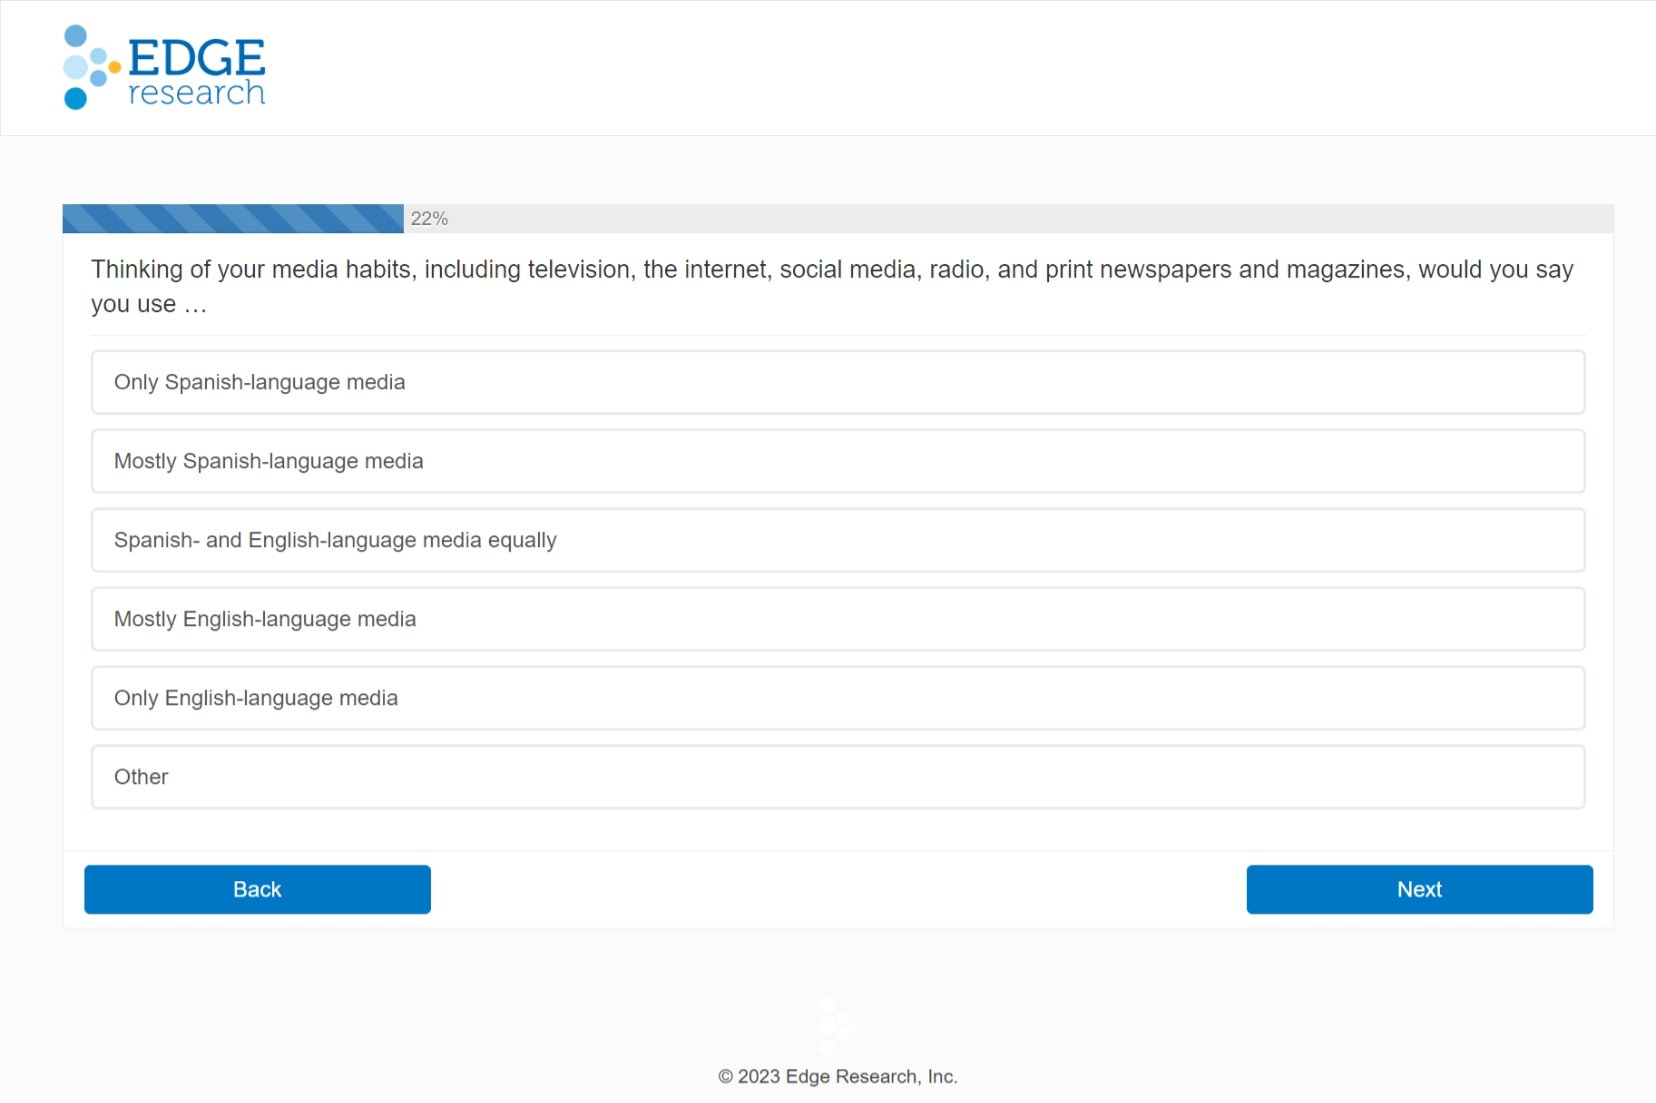 EDGE
research
22%
Thinking of your media habits, including television, the internet, social media, radio, and print newspapers and magazines, would you say
you use …
Only Spanish-language media
Mostly Spanish-language media
Spanish- and English-language media equally
Mostly English-language media
Only English-language media
Other
Back
Next
© 2023 Edge Research, Inc.